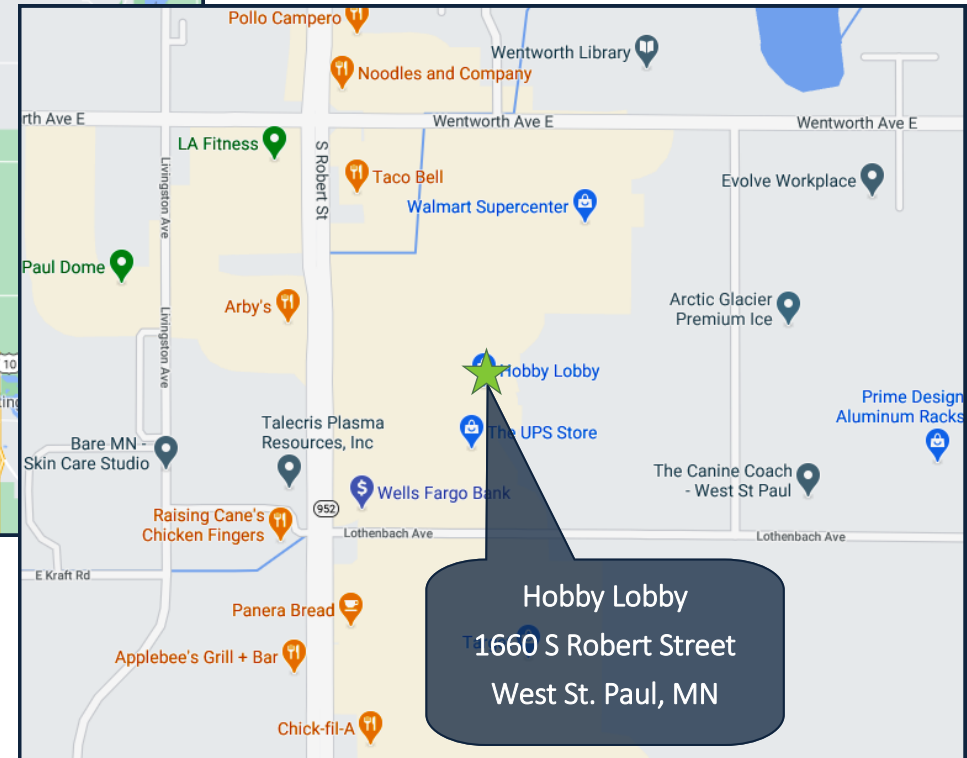 Pollo Campero
Wentworth Library
Noodles and Company
rth Ave E
Wentworth Ave E
Wentworth Ave E
LA Fitness
S Robert St
Livingston Ave
Taco Bell
Evolve Workplace
Walmart Supercenter
Paul Dome
Arby's
Arctic Glacier
Premium Ice
Livingston Ave
10
Hobby Lobby
Prime Design
Aluminum Racks
Talecris Plasma
Resources, Inc
The UPS Store
Bare MN -
Skin Care Studio
The Canine Coach
- West St Paul
Wells Fargo Bank
952
Raising Cane's
Chicken Fingers
Lothenbach Ave
Lothenbach Ave
E Kraft Rd
Panera Bread
Applebee's Grill + Bar
Chick-fil-A
Hobby Lobby
1660 S Robert Street
West St. Paul, MN